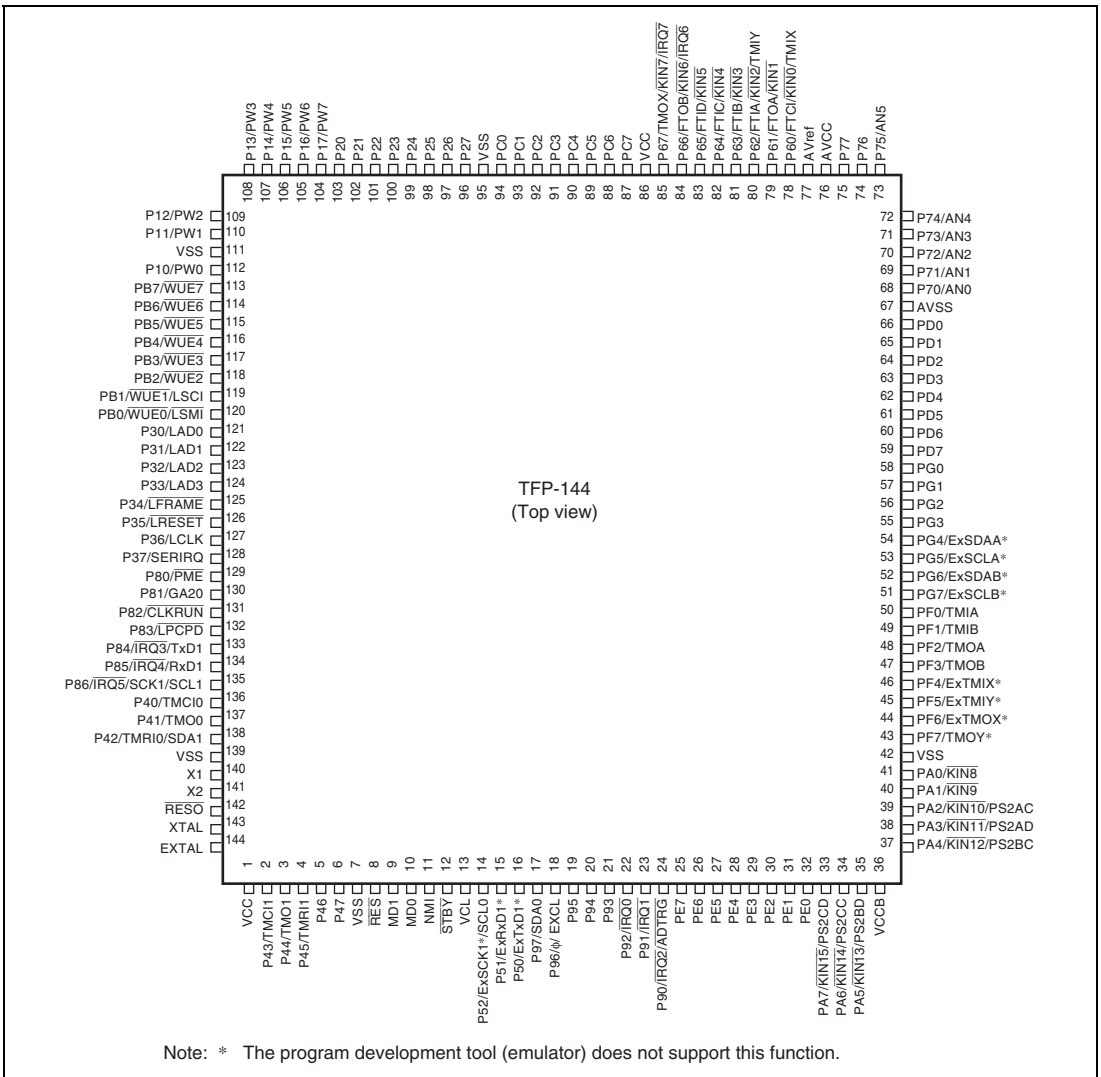 P13/PW3
P14/PW4
P15/PW5
P16/PW6
P17/PW7
P20
P21
P22
P23
P24
P25
P26
P27
VSS
PC0
PC1
PC2
PC3
PC4
PC5
PC6
PC7
VCC
P67/TMOX/KIN7/IRQ7
P66/FTOB/KIN6/IRQ6
P65/FTID/KIN5
P64/FTIC/KIN4
P63/FTIB/KIN3
P62/FTIA/KIN2/TMIY
P61/FTOA/KIN1
P60/FTCI/KIN0/TMIX
AVref
AVCC
P77
P76
P75/AN5
108
107
106
105
104
103
102
101
100
99
98
97
96
95
94
93
92
91
90
89
88
87
86
85
84
83
82
81
80
79
78
77
76
75
74
73
P12/PW2 109
P11/PW1 110
VSS 111
P10/PW0 112
PB7/WUE7 113
PB6/WUE6 114
PB5/WUE5 115
PB4/WUE4 116
PB3/WUE3 117
PB2/WUE2 118
PB1/WUE1/LSCI 119
PB0/WUE0/LSMI 120
P30/LAD0 121
P31/LAD1 122
P32/LAD2 123
P33/LAD3 124
P34/LFRAME 125
P35/LRESET 126
P36/LCLK 127
P37/SERIRQ 128
P80/PME 129
P81/GA20 130
P82/CLKRUN 131
P83/LPCPD 132
P84/IRQ3/TxD1 133
P85/IRQ4/RxD1 134
P86/IRQ5/SCK1/SCL1 135
P40/TMCI0 136
P41/TMO0 137
P42/TMRI0/SDA1 138
VSS 139
X1 140
X2 141
RESO 142
XTAL 143
EXTAL 144
TFP-144
(Top view)
72 P74/AN4
71 P73/AN3
70 P72/AN2
69 P71/AN1
68 P70/AN0
67 AVSS
66 PD0
65 PD1
64 PD2
63 PD3
62 PD4
61 PD5
60 PD6
59 PD7
58 PG0
57 PG1
56 PG2
55 PG3
54 PG4/ExSDAA*
53 PG5/ExSCLA*
52 PG6/ExSDAB*
51 PG7/ExSCLB*
50 PF0/TMIA
49 PF1/TMIB
48 PF2/TMOA
47 PF3/TMOB
46 PF4/ExTMIX*
45 PF5/ExTMIY*
44 PF6/ExTMOX*
43 PF7/TMOY*
42 VSS
41 PA0/KIN8
40 PA1/KIN9
39 PA2/KIN10/PS2AC
38 PA3/KIN11/PS2AD
37 PA4/KIN12/PS2BC
1
2
3
4
5
6
7
8
9
10
11
12
13
14
15
16
17
18
19
20
21
22
23
24
25
26
27
28
29
30
31
32
33
34
35
36
VCC
P43/TMCI1
P44/TMO1
P45/TMRI1
P46
P47
VSS
RES
MD1
MD0
NMI
STBY
VCL
P52/ExSCK1*/SCL0
P51/ExRxD1*
P50/ExTxD1*
P97/SDA0
P96/φ/ EXCL
P95
P94
P93
P92/IRQ0
P91/IRQ1
P90/IRQ2/ADTRG
PE7
PE6
PE5
PE4
PE3
PE2
PE1
PE0
PA7/KIN15/PS2CD
PA6/KIN14/PS2CC
PA5/KIN13/PS2BD
VCCB
Note: * The program development tool (emulator) does not support this function.